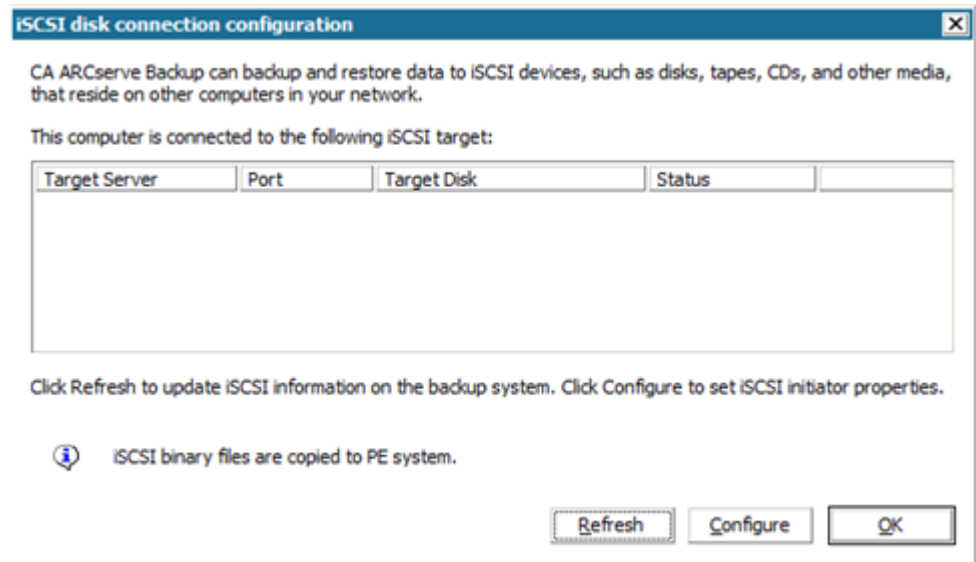 iSCSI disk connection configuration
CA ARCserve Backup can backup and restore data to iSCSI devices, such as disks, tapes, CDs, and other media,
that reside on other computers in your network.
This computer is connected to the following iSCSI target:
Target Server Port Target Disk Status
Click Refresh to update iSCSI information on the backup system. Click Configure to set iSCSI initiator properties.
iSCSI binary files are copied to PE system.
Refresh Configure OK